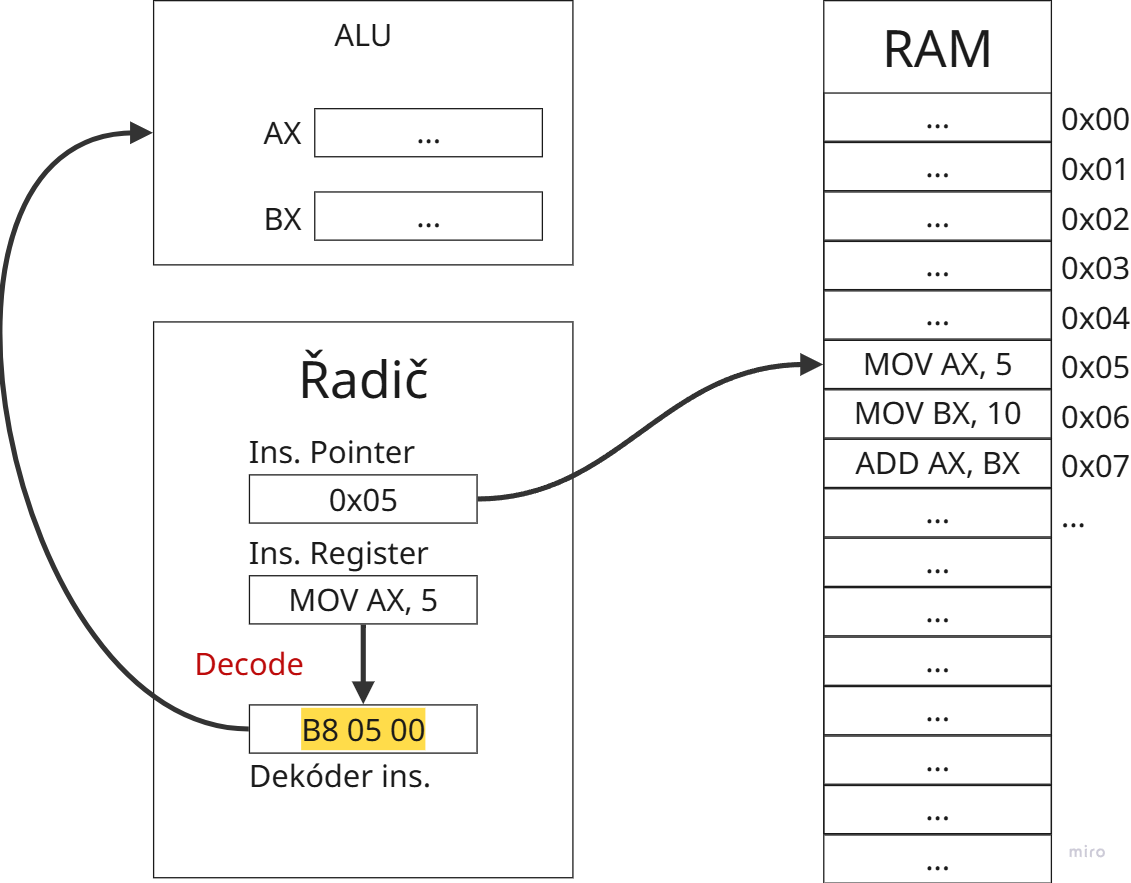 ALU
AX ...
BX ...
Řadič
Ins. Pointer
0x05
Ins. Register
MOV AX, 5
Decode
B8 05 00
Dekóder ins.
RAM
... 0x00
... 0x01
... 0x02
... 0x03
... 0x04
MOV AX, 5 0x05
MOV BX, 10 0x06
ADD AX, BX 0x07
... ...
...
...
...
...
...
...
...
miro